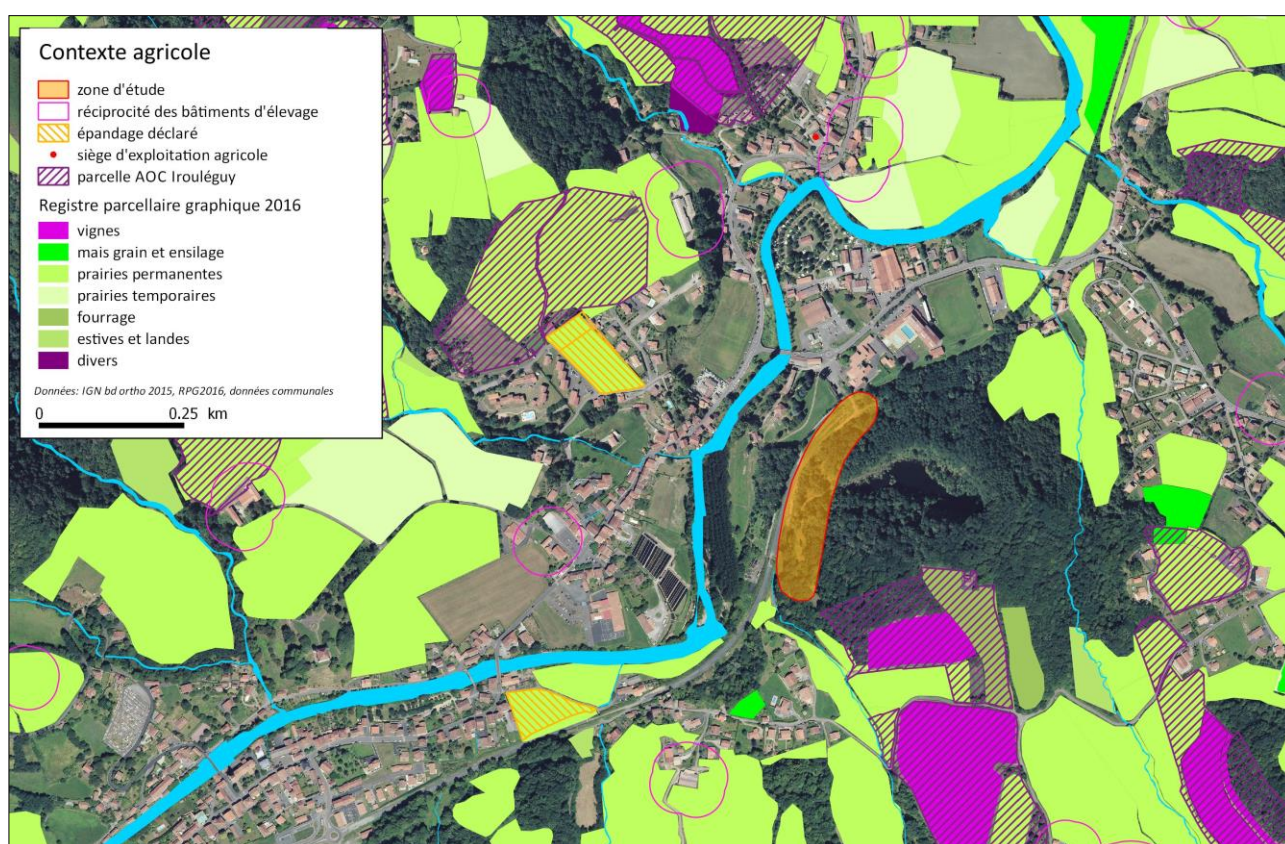 Contexte agricole
zone d'étude
réciprocité des bâtiments d'élevage
épandage déclaré
siège d'exploitation agricole
parcelle AOC Irouléguy
Registre parcellaire graphique 2016
vignes
mais grain et ensilage
prairies permanentes
prairies temporaires
fourrage
estives et landes
divers
Données: IGN bd ortho 2015, RPG2016, données communales
0 0.25 km